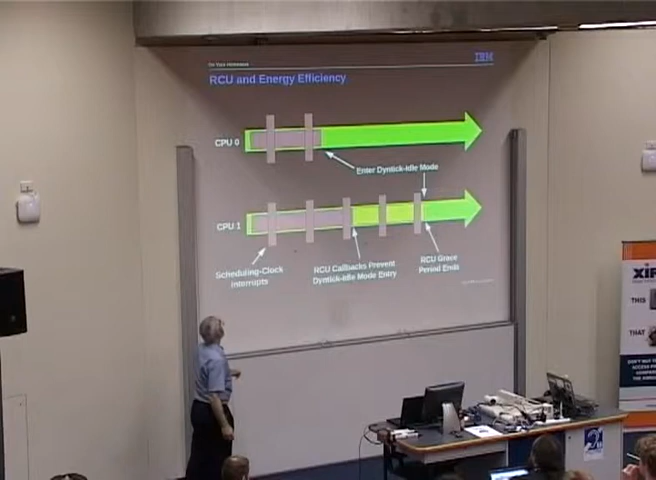 IBM
RCU and Energy Efficiency
CPU 0
Enter Dyntick-Idle Mode
CPU 1
Scheduling-Clock
Interrupts
RCU Callbacks Prevent
Dyntick-Idle Mode Entry
RCU Grace
Period Ends
THIS
THAT